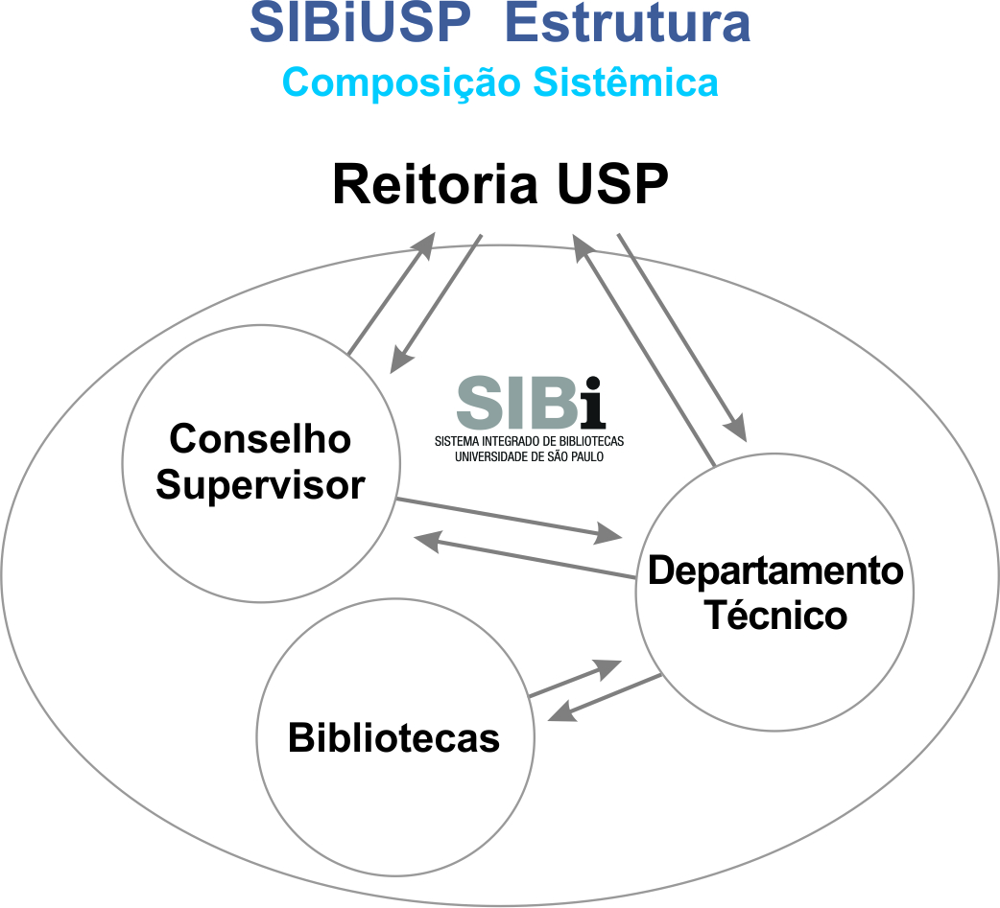 SIBiUSP Estrutura
Composição Sistêmica
Reitoria USP
SIBi
SISTEMA INTEGRADO DE BIBLIOTECAS
UNIVERSIDADE DE SÃO PAULO
Conselho
Supervisor
Departamento
Técnico
Bibliotecas